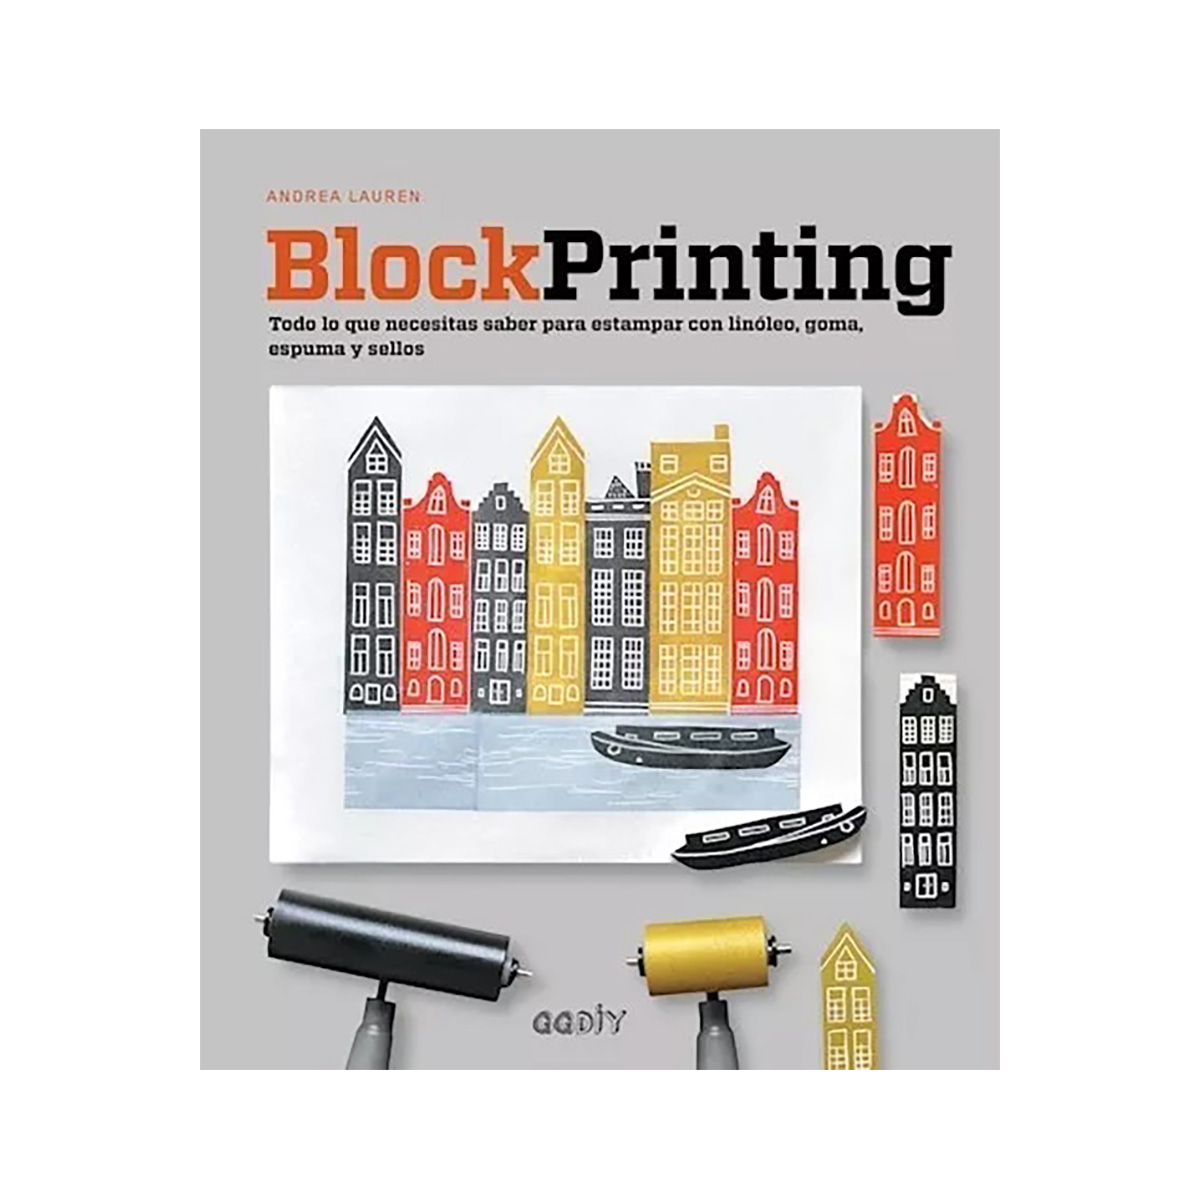 ANDREA LAUREN
BlockPrinting
Todo lo que necesitas saber para estampar con linóleo, goma,
espuma y sellos
GGDIY